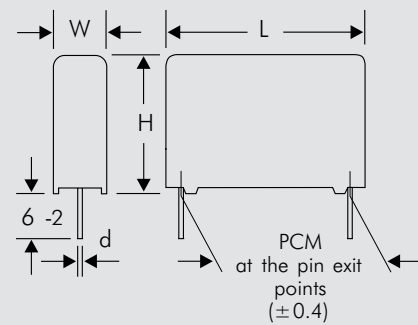 W
L
H
6 -2
d
PCM
at the pin exit
points
(±0.4)